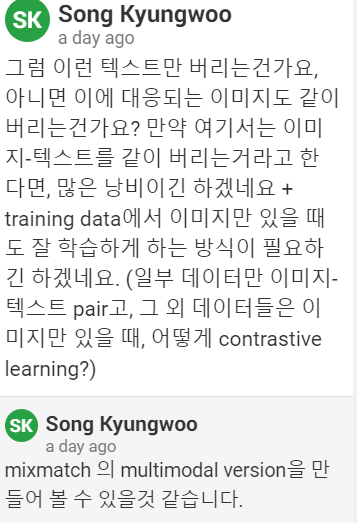 SK Song Kyungwoo
a day ago
그럼 이런 텍스트만 버리는건가요,
아니면 이에 대응되는 이미지도 같이
버리는건가요? 만약 여기서는 이미
지-텍스트를 같이 버리는거라고 한
다면, 많은 낭비이긴 하겠네요 +
training data에서 이미지만 있을 때
도 잘 학습하게 하는 방식이 필요하
긴 하겠네요. (일부 데이터만 이미지-
텍스트 pair고, 그 외 데이터들은 이
미지만 있을 때, 어떻게 contrastive
learning?)
SK Song Kyungwoo
a day ago
mixmatch 의 multimodal version을 만
들어 볼 수 있을것 같습니다.